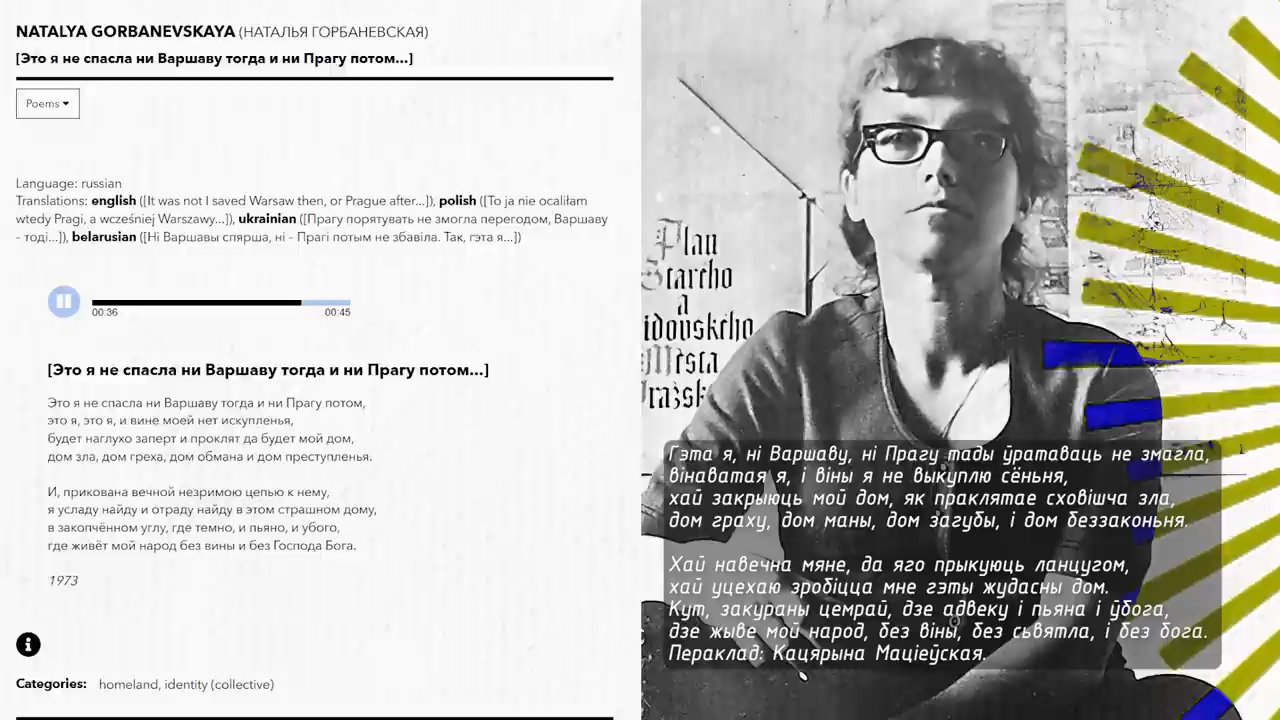 NATALYA GORBANEVSKAYA (НАТАЛЬЯ ГОРБАНЕВСКАЯ)
[Это я не спасла ни Варшаву тогда и ни Прагу потом...]
Poems
Language: russian
Translations: english ([It was not I saved Warsaw then, or Prague after...]), polish ([To ja nie ocaliłam
wtedy Pragi, a wcześniej Warszawy...]), ukrainian ([Прагу порятувать не змогла перегодом, Варшаву
– тоді...]), belarusian ([Ні Варшавы спярша, ні – Прагі потым не збавіла. Так, гэта я...])
00:36
00:45
[Это я не спасла ни Варшаву тогда и ни Прагу потом...]
Это я не спасла ни Варшаву тогда и ни Прагу потом,
это я, это я, и вине моей нет искупленья,
будет наглухо заперт и проклят да будет мой дом,
дом зла, дом греха, дом обмана и дом преступленья.
И, прикована вечной незримою цепью к нему,
я усладу найду и отраду найду в этом страшном дому,
в закопчённом углу, где темно, и пьяно, и убого,
где живёт мой народ без вины и без Господа Бога.
1973
Categories: homeland, identity (collective)
Plan
Starého
a
idovského
Města
ražsk
Гэта я, ні Варшаву, ні Прагу тады ўратаваць не змагла,
вінаватая я, і віны я не выкуплю сёньня,
хай закрыюць мой дом, як праклятае сховішча зла,
дом граху, дом маны, дом загубы, і дом беззаконьня.
Хай навечна мяне, да яго прыкуюць ланцугом,
хай уцехаю зробіцца мне гэты жудасны дом.
Кут, закураны цемрай, дзе адвеку і пьяна і ўбога,
дзе жыве мой народ, без віны, без сьвятла, і без бога.
Пераклад: Кацярына Маціеўская.